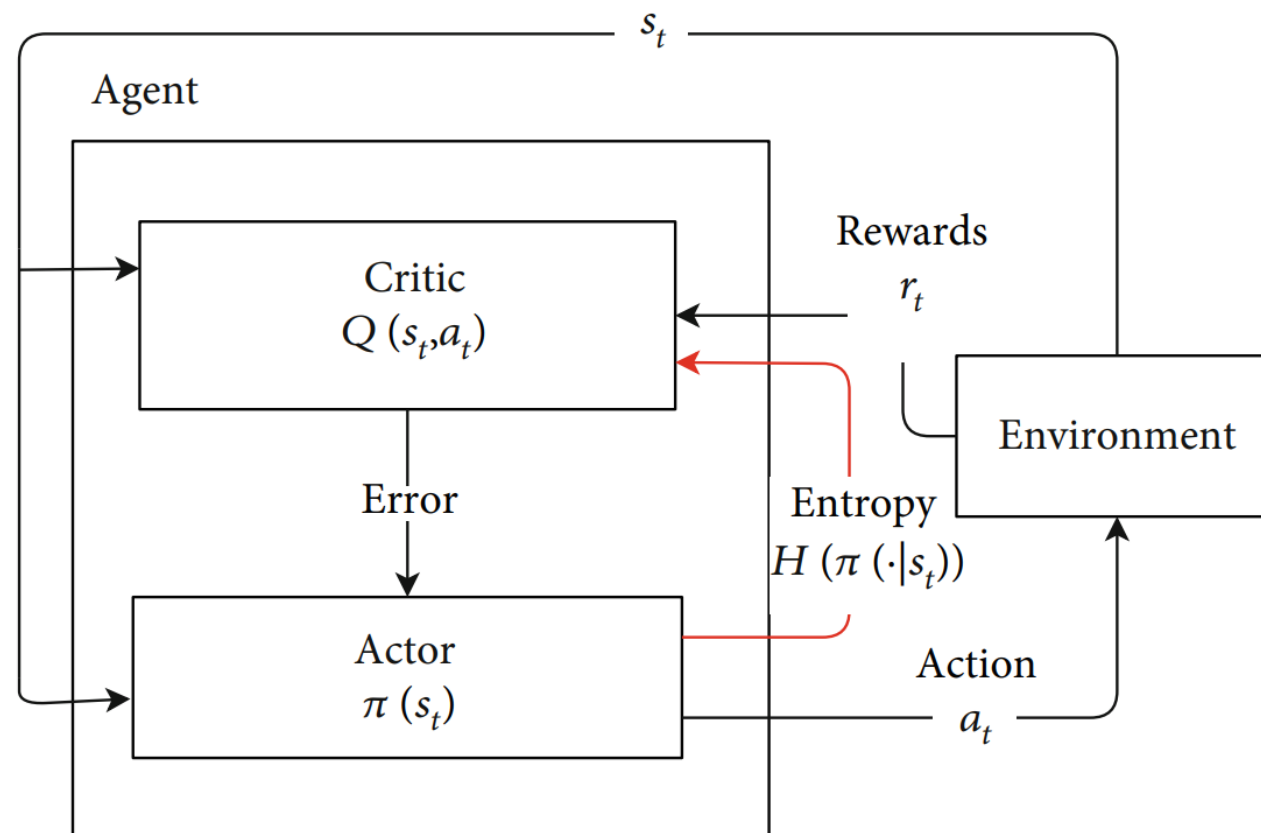 s_t
Agent
Rewards
r_t
Critic
Q (s_t,a_t)
Environment
Error
Entropy
H (π (·|s_t))
Actor
π (s_t)
Action
a_t